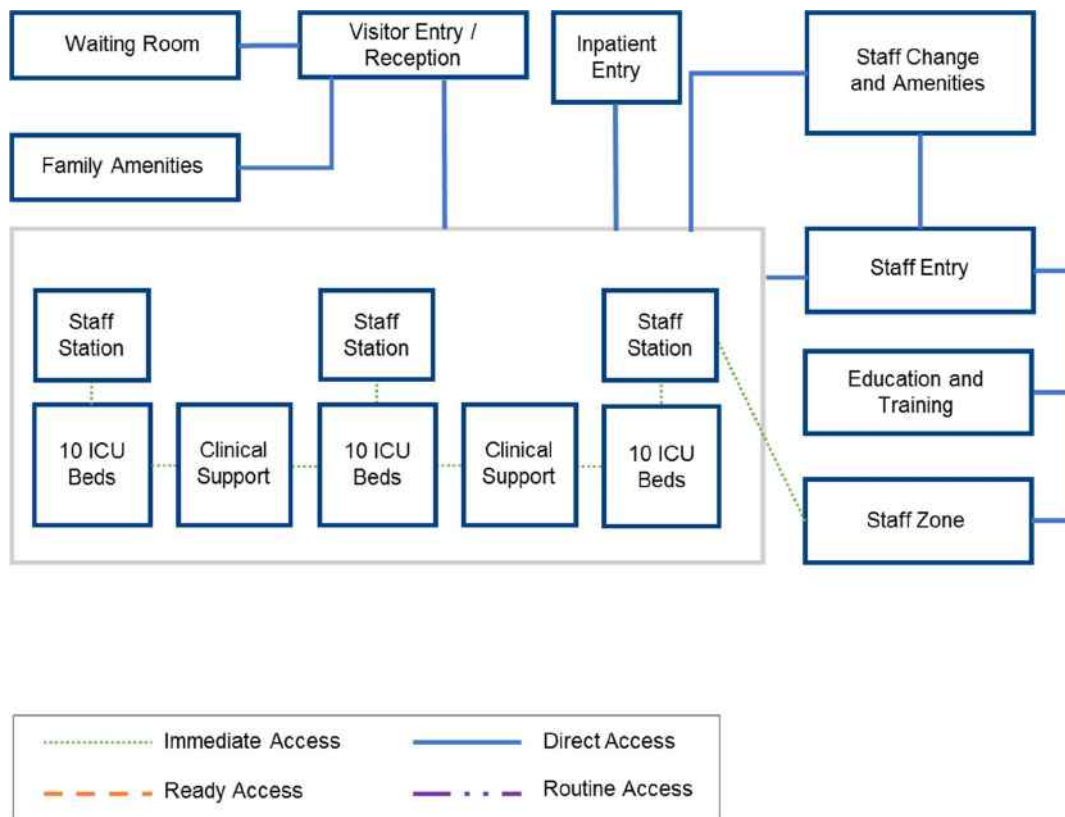 Waiting Room
Visitor Entry /
Reception
Inpatient
Entry
Staff Change
and Amenities
Family Amenities
Staff Entry
Staff
Station
Staff
Station
Staff
Station
Education and
Training
10 ICU
Beds
Clinical
Support
10 ICU
Beds
Clinical
Support
10 ICU
Beds
Staff Zone
Immediate Access
Direct Access
Ready Access
Routine Access